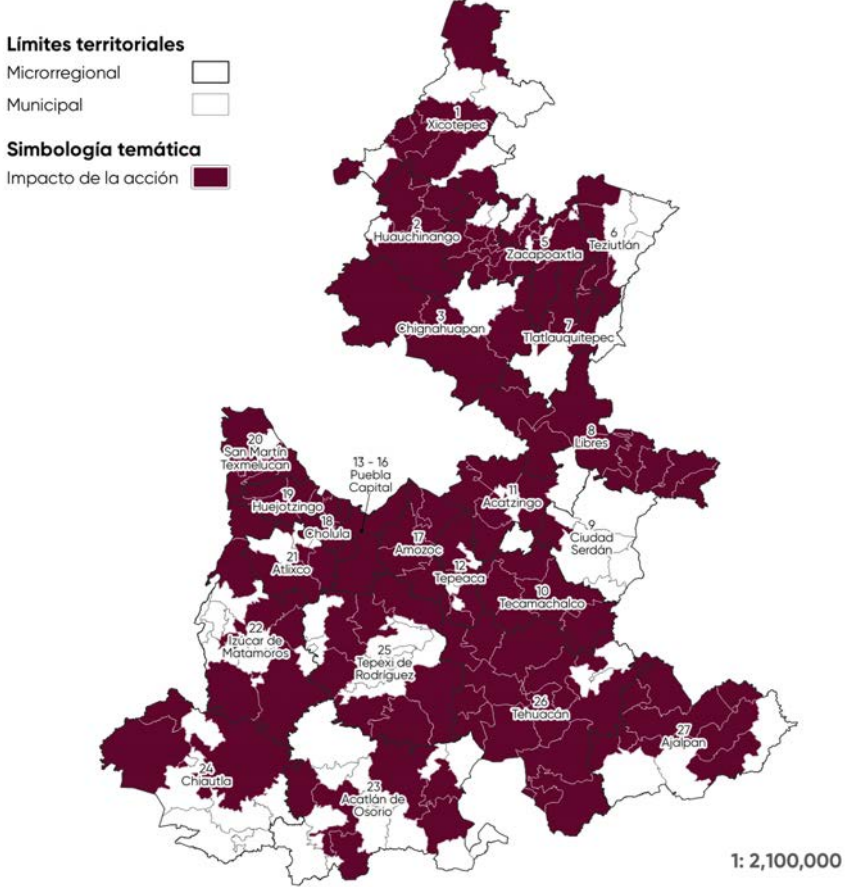 Límites territoriales
Microrregional
Municipal
Simbología temática
Impacto de la acción
1
Xicotepec
2
Huauchinango
5
Zacapoaxtla
6
Teziutlán
3
Chignahuapan
7
Tlatlauquitepec
8
Libres
20
San Martín
Texmelucan
13 - 16
Puebla
Capital
19
Huejotzingo
18
Cholula
11
Acatzingo
9
Ciudad
Serdán
17
Amozoc
21
Atlixco
12
Tepeaca
10
Tecamachalco
22
Izúcar de
Matamoros
25
Tepexi de
Rodríguez
26
Tehuacán
27
Ajalpan
24
Chiautla
23
Acatlán de
Osorio
1: 2,100,000